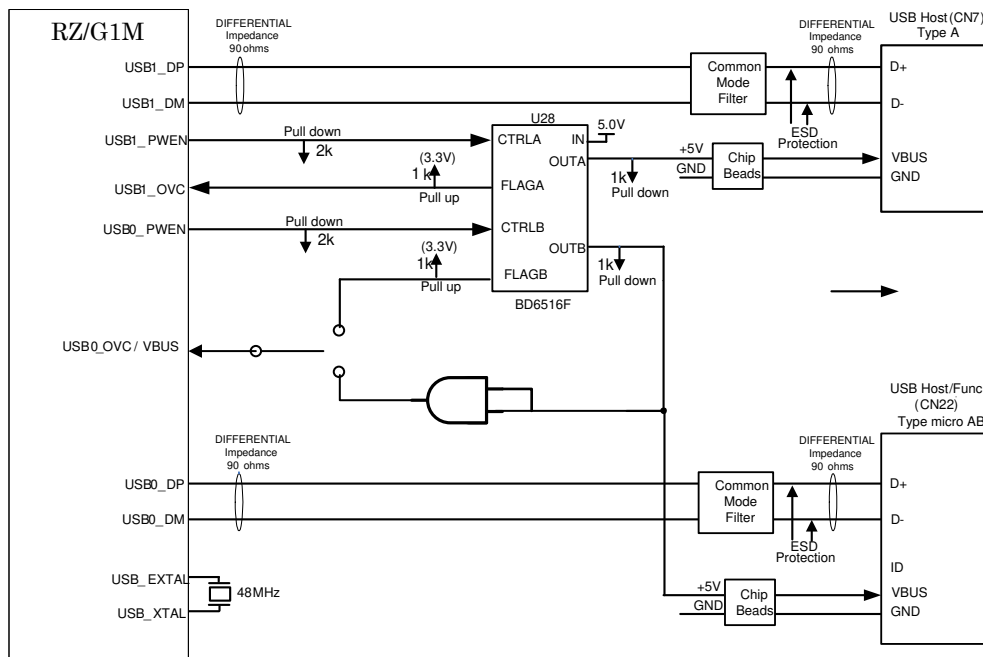 RZ/G1M
DIFFERENTIAL
Impedance
90ohms
DIFFERENTIAL
Impedance
90 ohms
USB Host(CN7)
Type A
USB1_DP
USB1_DM
Common
Mode
Filter
D+
D-
ESD
Protection
USB1_PWEN
Pull down
2k
U28
CTRLA
IN
5.0V
OUTA
+5V
GND
Chip
Beads
VBUS
GND
1k
Pull down
USB1_OVC
(3.3V)
1k
Pull up
FLAGA
USB0_PWEN
Pull down
2k
CTRLB
OUTB
(3.3V)
1k
Pull up
FLAGB
1k
Pull down
BD6516F
USB0_OVC / VBUS
USB Host/Func
(CN22)
Type micro AB
DIFFERENTIAL
Impedance
90 ohms
DIFFERENTIAL
Impedance
90 ohms
USB0_DP
USB0_DM
Common
Mode
Filter
D+
D-
ESD
Protection
ID
USB_EXTAL
USB_XTAL
48MHz
+5V
GND
Chip
Beads
VBUS
GND